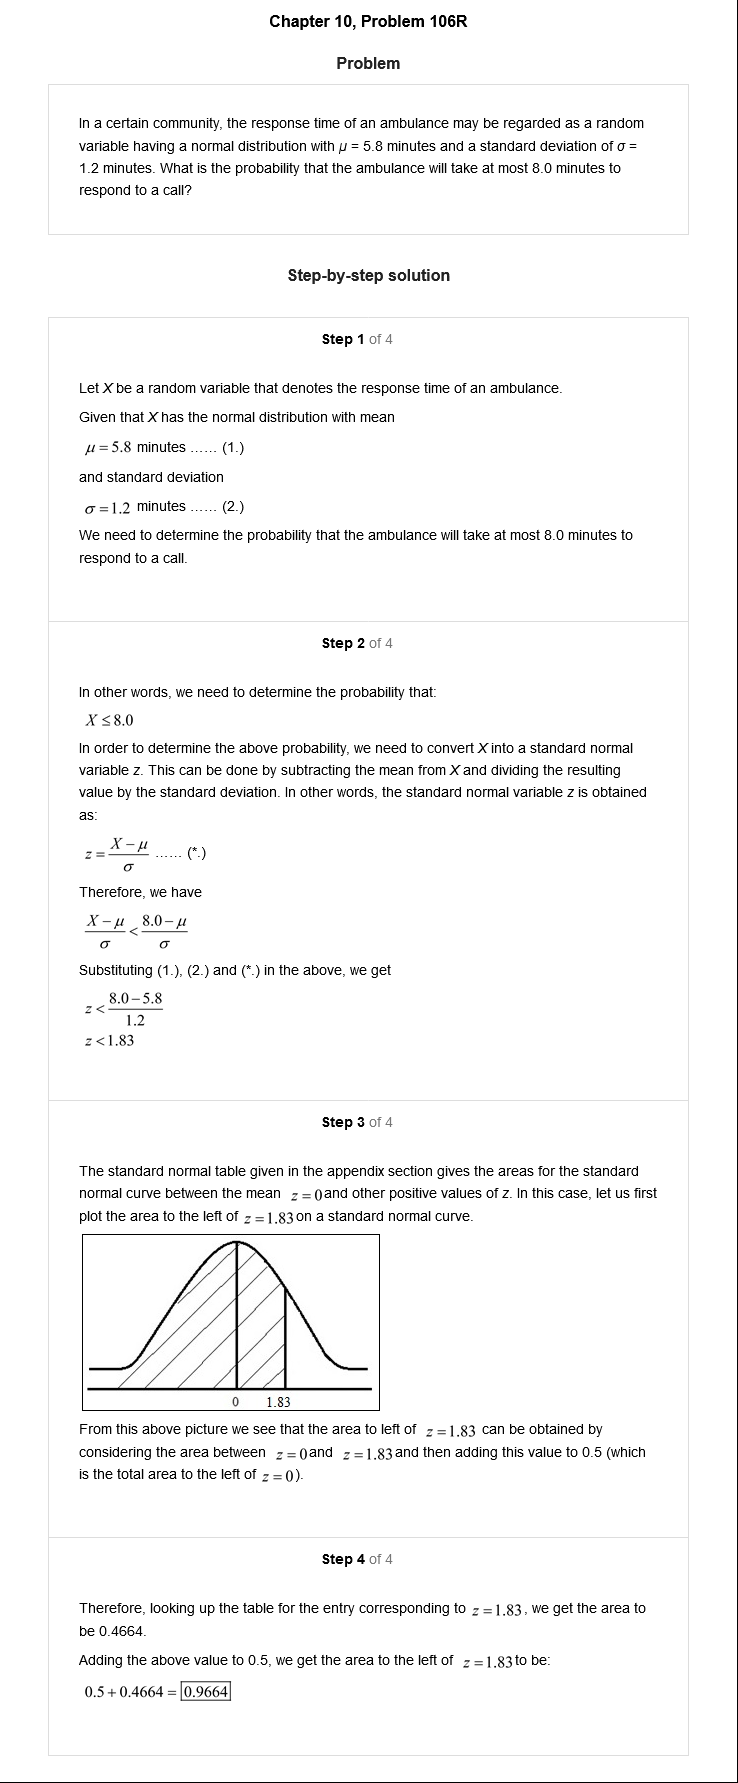 Chapter 10, Problem 106R
Problem
In a certain community, the response time of an ambulance may be regarded as a random
variable having a normal distribution with μ = 5.8 minutes and a standard deviation of σ =
1.2 minutes. What is the probability that the ambulance will take at most 8.0 minutes to
respond to a call?
Step-by-step solution
Step 1 of 4
Let X be a random variable that denotes the response time of an ambulance.
Given that X has the normal distribution with mean
μ = 5.8 minutes ...... (1.)
and standard deviation
σ = 1.2 minutes ...... (2.)
We need to determine the probability that the ambulance will take at most 8.0 minutes to
respond to a call.
Step 2 of 4
In other words, we need to determine the probability that:
X ≤ 8.0
In order to determine the above probability, we need to convert X into a standard normal
variable z. This can be done by subtracting the mean from X and dividing the resulting
value by the standard deviation. In other words, the standard normal variable z is obtained
as:
z = (X − μ)/σ ...... (*.)
Therefore, we have
(X − μ)/σ < (8.0 − μ)/σ
Substituting (1.), (2.) and (*.) in the above, we get
z < (8.0 − 5.8)/1.2
z < 1.83
Step 3 of 4
The standard normal table given in the appendix section gives the areas for the standard
normal curve between the mean z = 0 and other positive values of z. In this case, let us first
plot the area to the left of z = 1.83 on a standard normal curve.
0 1.83
From this above picture we see that the area to left of z = 1.83 can be obtained by
considering the area between z = 0 and z = 1.83 and then adding this value to 0.5 (which
is the total area to the left of z = 0).
Step 4 of 4
Therefore, looking up the table for the entry corresponding to z = 1.83, we get the area to
be 0.4664.
Adding the above value to 0.5, we get the area to the left of z = 1.83 to be:
0.5 + 0.4664 = 0.9664